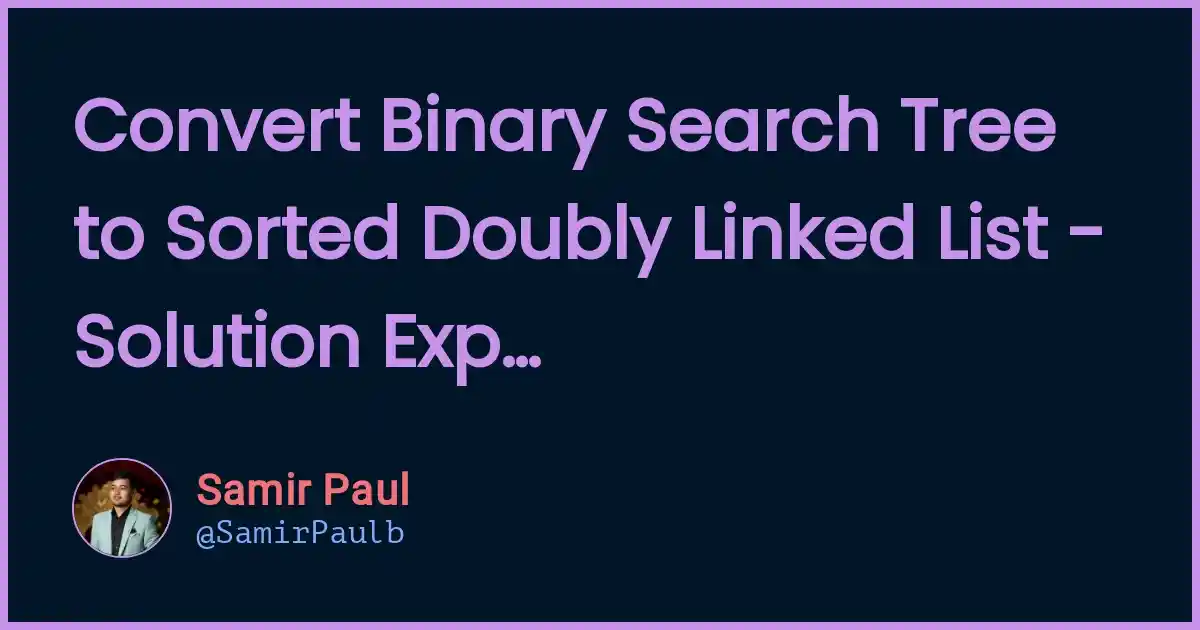 Convert Binary Search Tree
to Sorted Doubly Linked List -
Solution Exp...
Samir Paul
@SamirPaulb